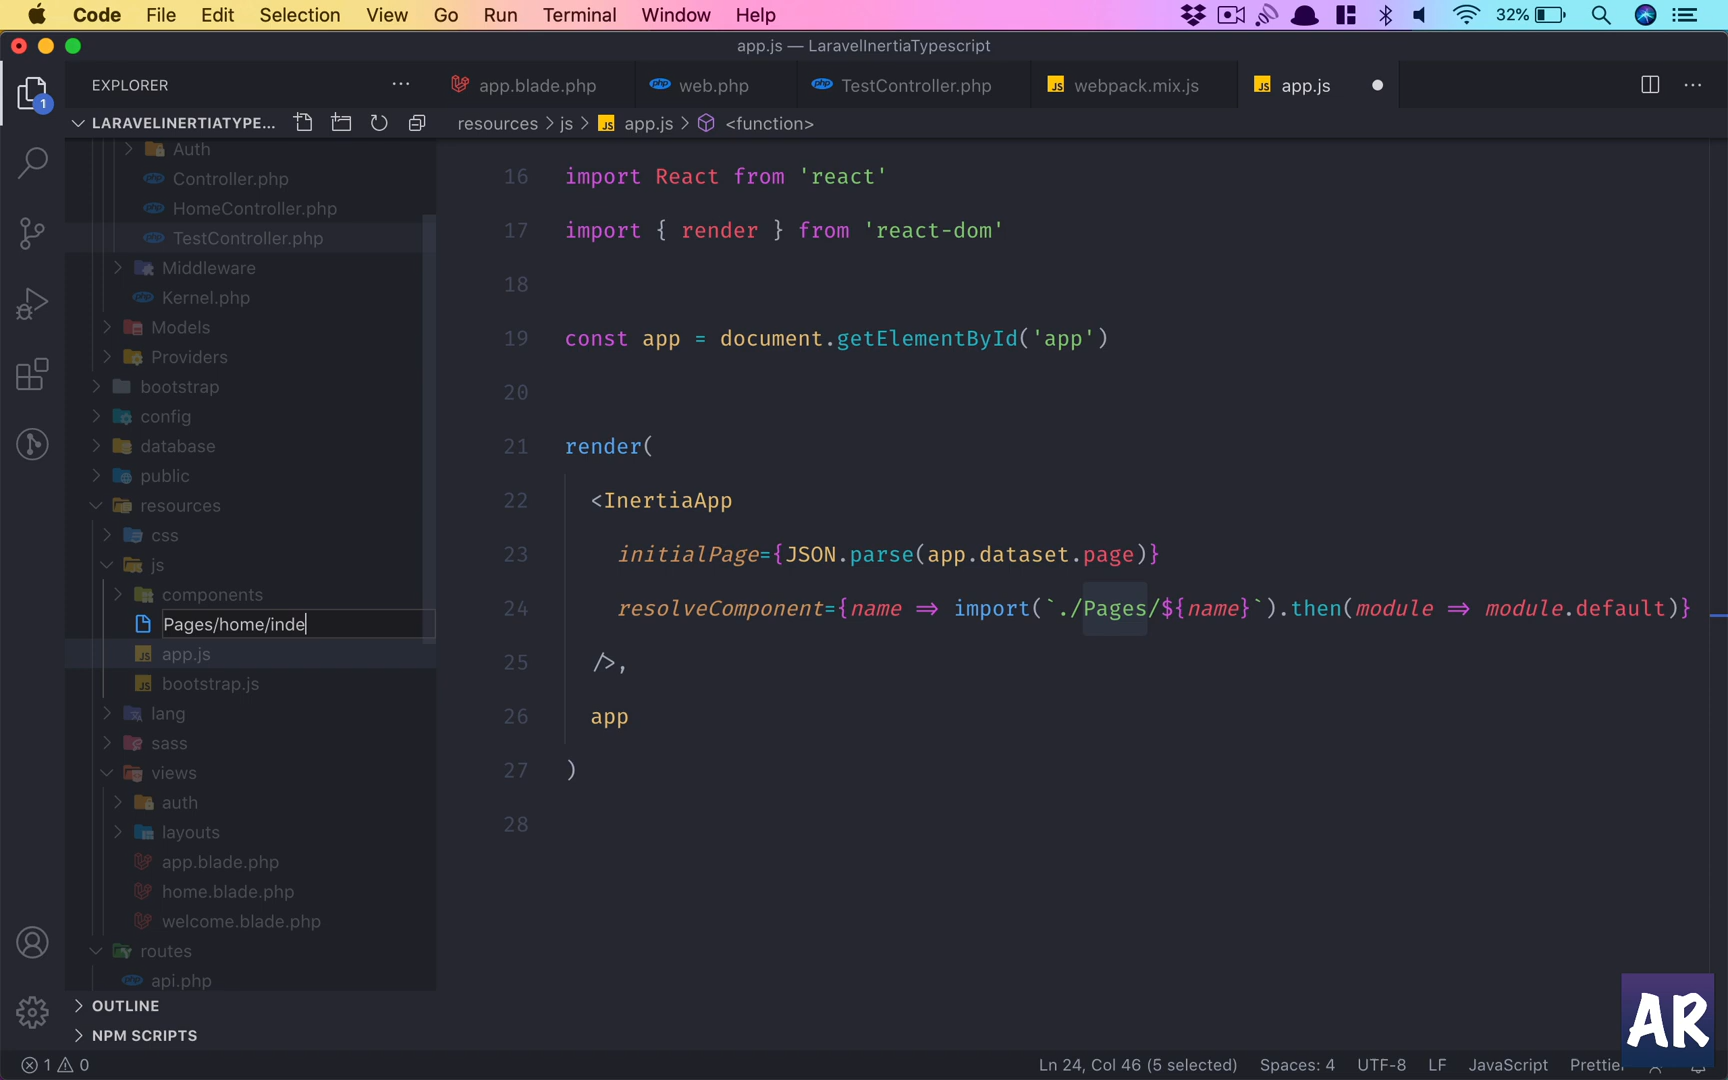 Code File Edit Selection View Go Run Terminal Window Help 32%
app.js — LaravelInertiaTypescript
EXPLORER
app.blade.php web.php TestController.php JS webpack.mix.js JS app.js
1
LARAVELINERTIATYPE...
resources > js > JS app.js > <function>
Auth
Controller.php
HomeController.php
TestController.php
Middleware
Kernel.php
Models
Providers
bootstrap
config
database
public
resources
css
js
components
Pages/home/inde
app.js
bootstrap.js
lang
sass
views
auth
layouts
app.blade.php
home.blade.php
welcome.blade.php
routes
api.php
OUTLINE
NPM SCRIPTS
16 import React from 'react'
17 import { render } from 'react-dom'
18
19 const app = document.getElementById('app')
20
21 render(
22 <InertiaApp
23 initialPage={JSON.parse(app.dataset.page)}
24 resolveComponent={name => import(`./Pages/${name}`).then(module => module.default)}
25 />,
26 app
27 )
28
AR
1 0 Ln 24, Col 46 (5 selected) Spaces: 4 UTF-8 LF JavaScript Prettie